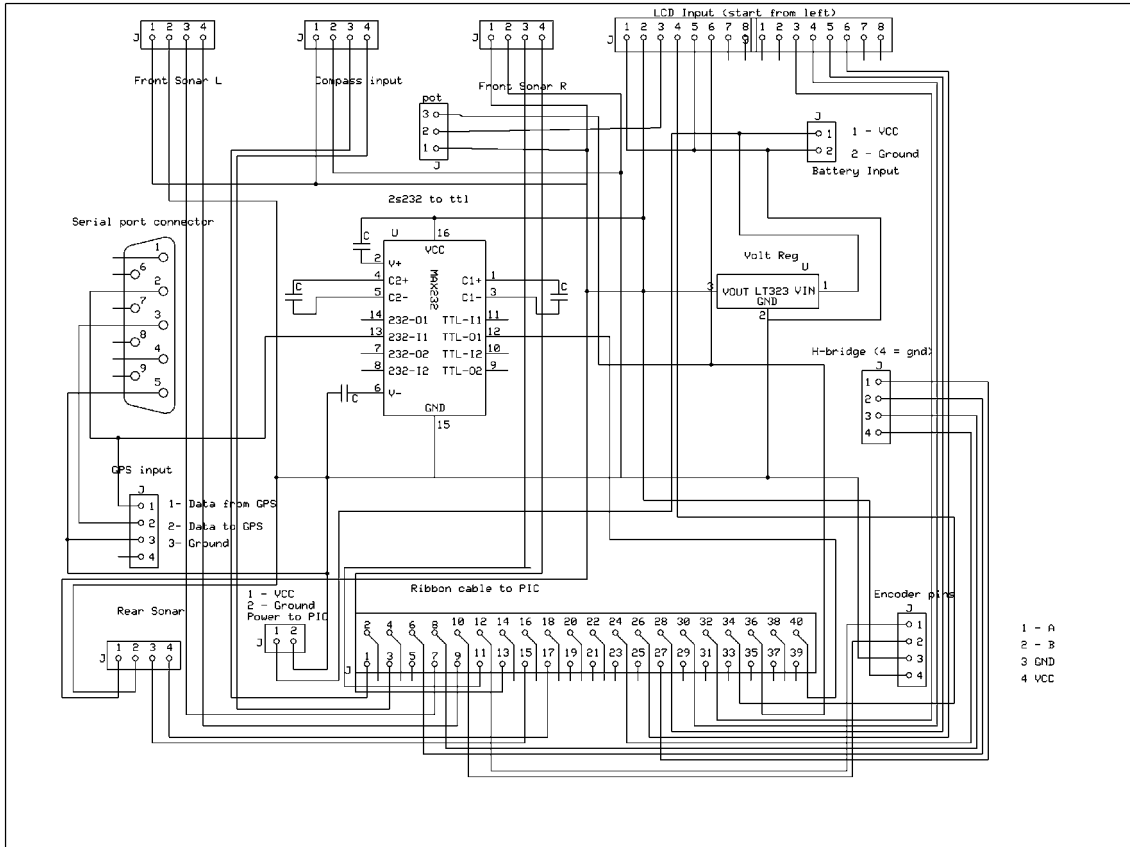 LCD Input (start from left)
1 2 3 4
J
Front Sonar L
1 2 3 4
J
Compass input
1 2 3 4
J
Front Sonar R
1 2 3 4 5 6 7 8 1 2 3 4 5 6 7 8
J 9
pot
3
2
1
J
J
1 1 - VCC
2 2 - Ground
Battery Input
2s232 to ttl
Serial port connector
1
6
2
7
3
8
4
9
5
U 16
VCC
MAX232
C
2 V+
4 C2+ C1+ 1
C C
5 C2- C1- 3
14 232-O1 TTL-I1 11
13 232-I1 TTL-O1 12
7 232-O2 TTL-I2 10
8 232-I2 TTL-O2 9
6 V-
C
GND
15
Volt Reg
U
3 VOUT LT323 VIN 1
GND
2
H-bridge (4 = gnd)
J
1
2
3
4
GPS input
J
1 1- Data from GPS
2 2- Data to GPS
3 3- Ground
4
Rear Sonar
1 2 3 4
J
1 - VCC
2 - Ground
Power to PIC
1 2
J
Ribbon cable to PIC
2 4 6 8 10 12 14 16 18 20 22 24 26 28 30 32 34 36 38 40
1 3 5 7 9 11 13 15 17 19 21 23 25 27 29 31 33 35 37 39
J
Encoder pins
J
1
2
3
4
1 - A
2 - B
3 GND
4 VCC